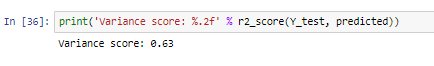 In [36]: print('Variance score: %.2f' % r2_score(Y_test, predicted))
Variance score: 0.63